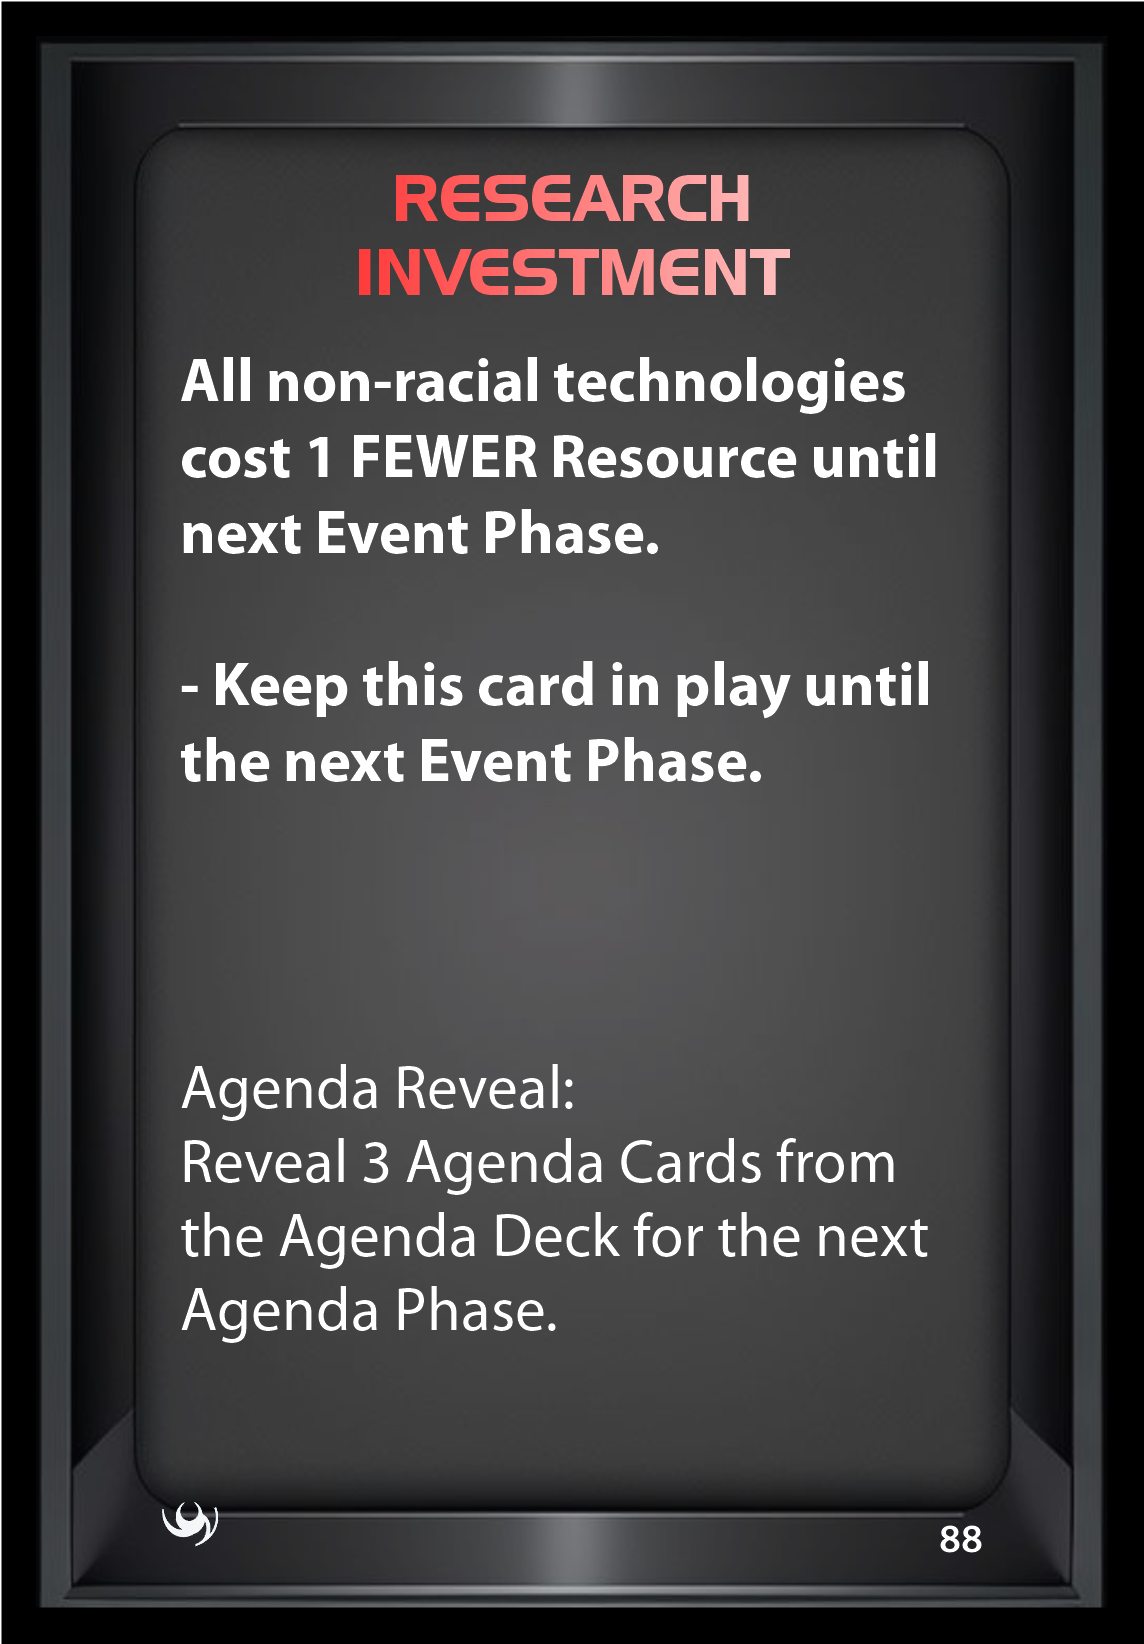 RESEARCH
INVESTMENT
All non-racial technologies
cost 1 FEWER Resource until
next Event Phase.
- Keep this card in play until
the next Event Phase.
Agenda Reveal:
Reveal 3 Agenda Cards from
the Agenda Deck for the next
Agenda Phase.
88